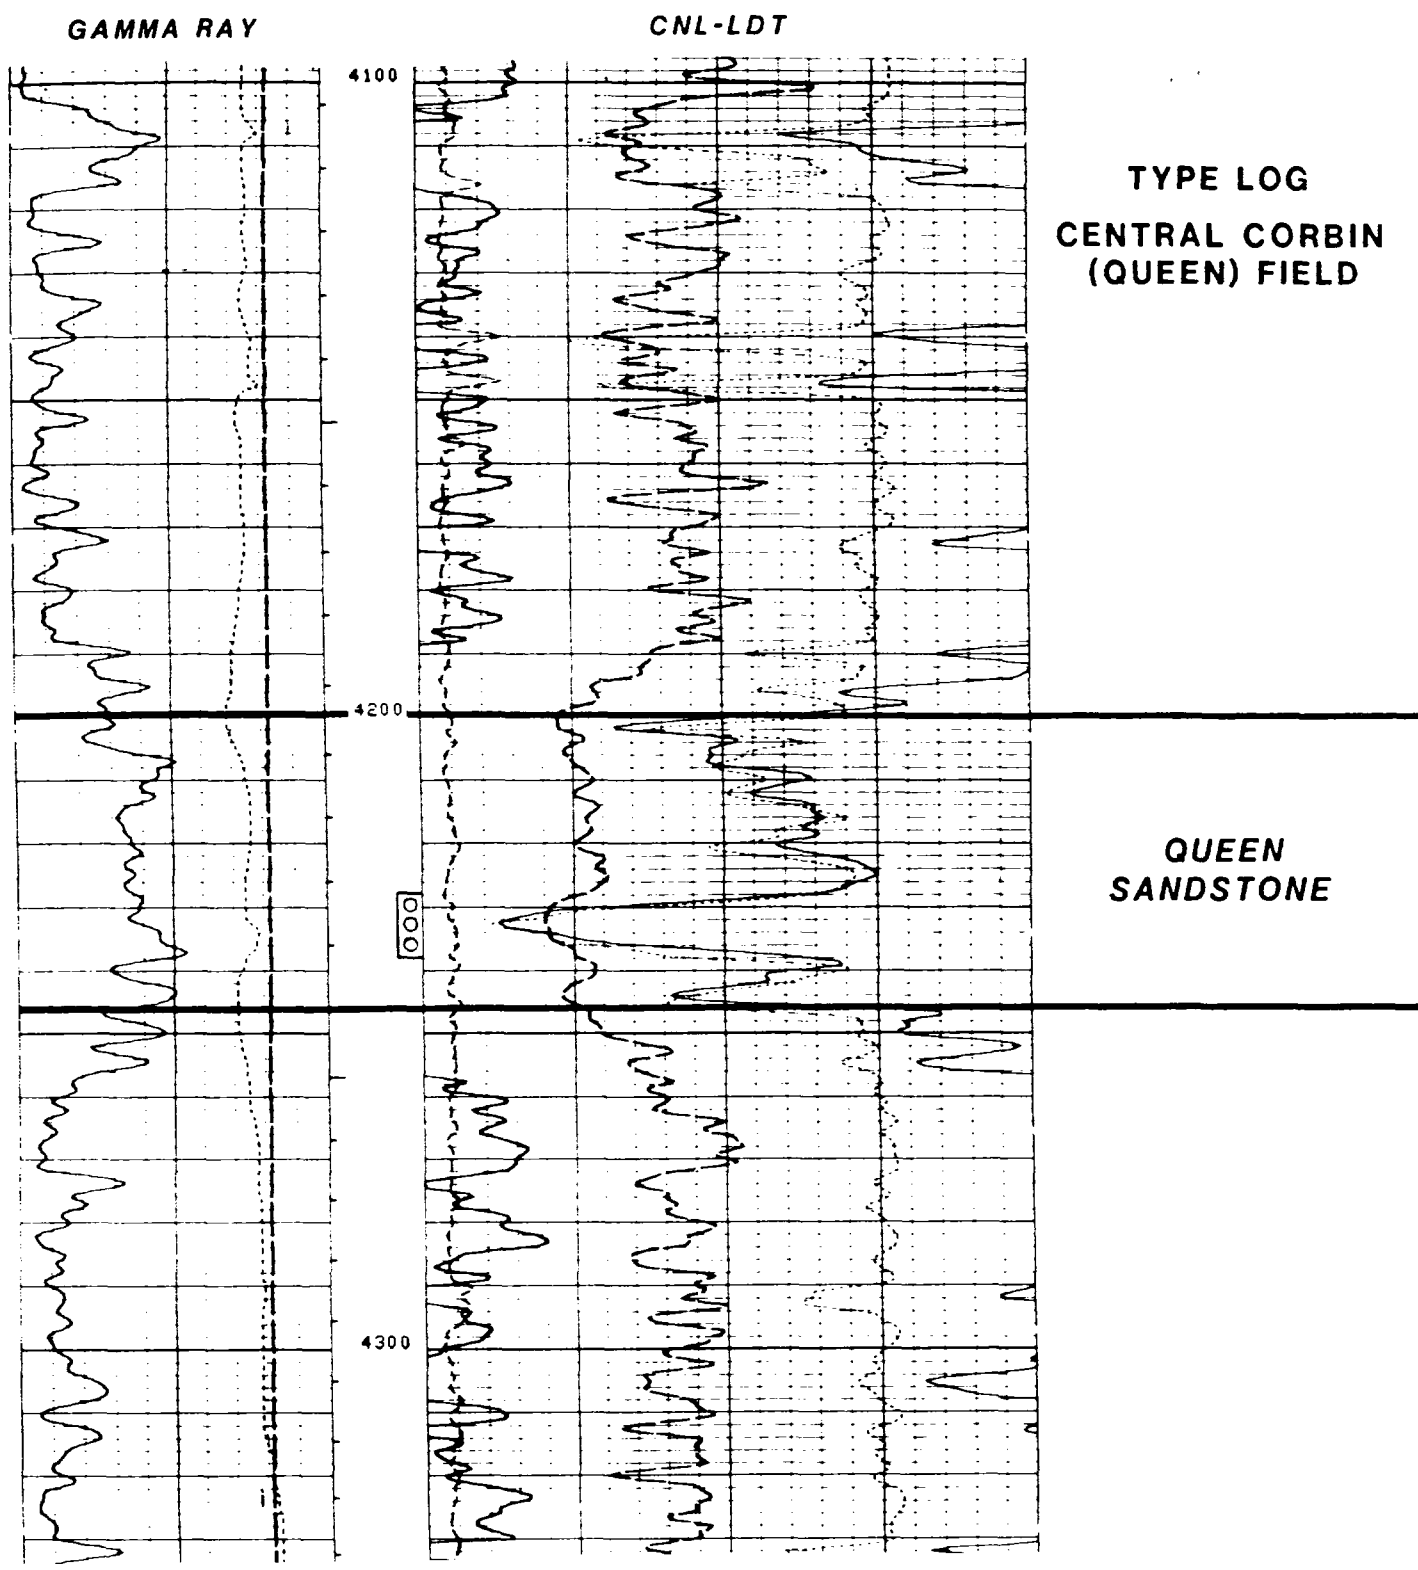 GAMMA RAY
CNL-LDT
4100
TYPE LOG
CENTRAL CORBIN
(QUEEN) FIELD
4200
QUEEN
SANDSTONE
4300